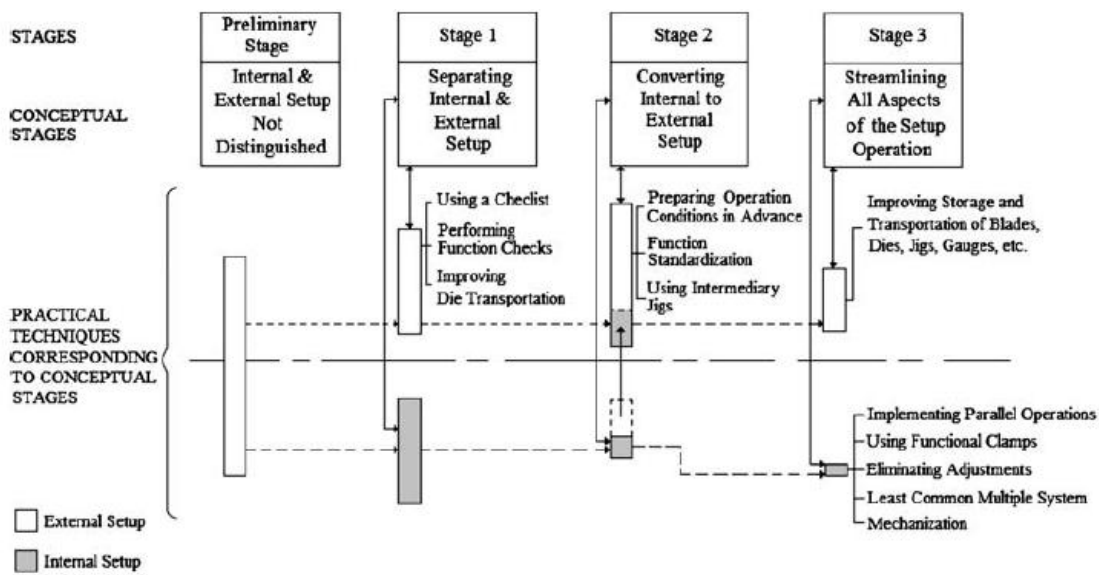 STAGES
Preliminary
Stage
Stage 1
Stage 2
Stage 3
CONCEPTUAL
STAGES
Internal &
External Setup
Not
Distinguished
Separating
Internal &
External
Setup
Converting
Internal to
External
Setup
Streamlining
All Aspects
of the Setup
Operation
PRACTICAL
TECHNIQUES
CORRESPONDING
TO CONCEPTUAL
STAGES
Using a Checlist
Performing
Function Checks
Improving
Die Transportation
Preparing Operation
Conditions in Advance
Function
Standardization
Using Intermediary
Jigs
Improving Storage and
Transportation of Blades,
Dies, Jigs, Gauges, etc.
Implementing Parallel Operations
Using Functional Clamps
Eliminating Adjustments
Least Common Multiple System
Mechanization
External Setup
Internal Setup